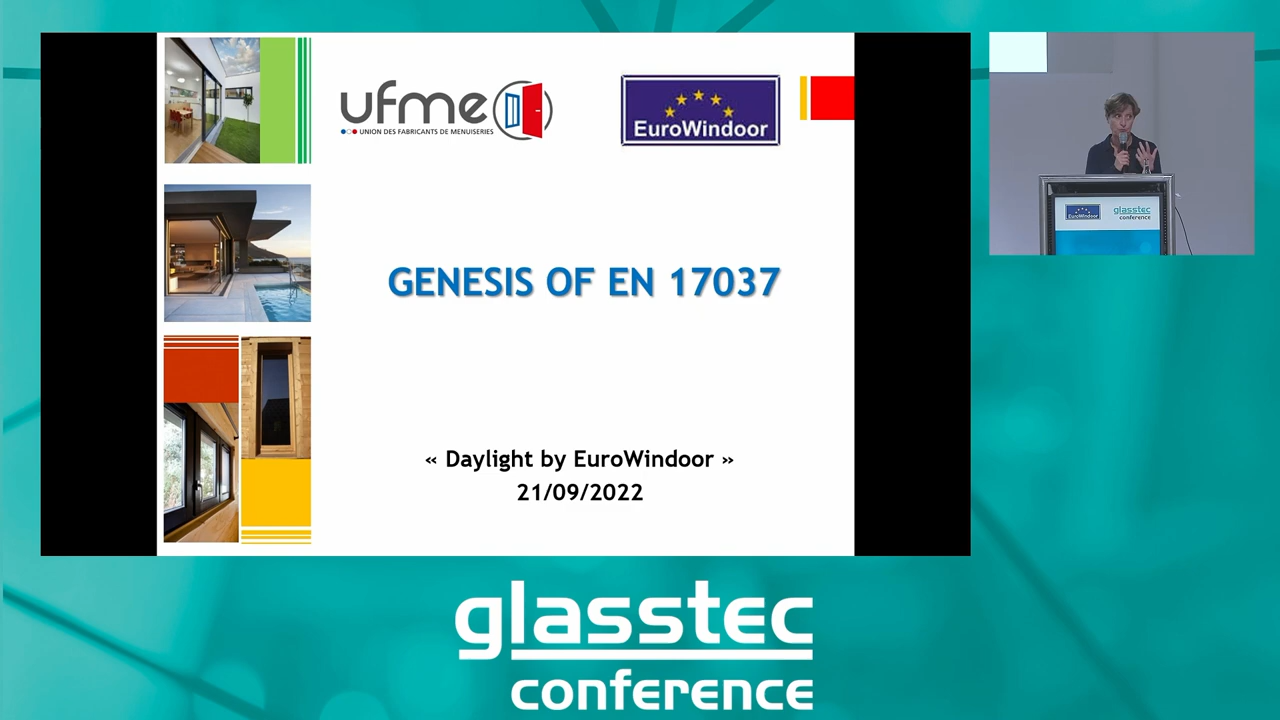 ufme
UNION DES FABRICANTS DE MENUISERIES
EuroWindoor
GENESIS OF EN 17037
« Daylight by EuroWindoor »
21/09/2022
EuroWindoor
glasstec
conference
glasstec
conference